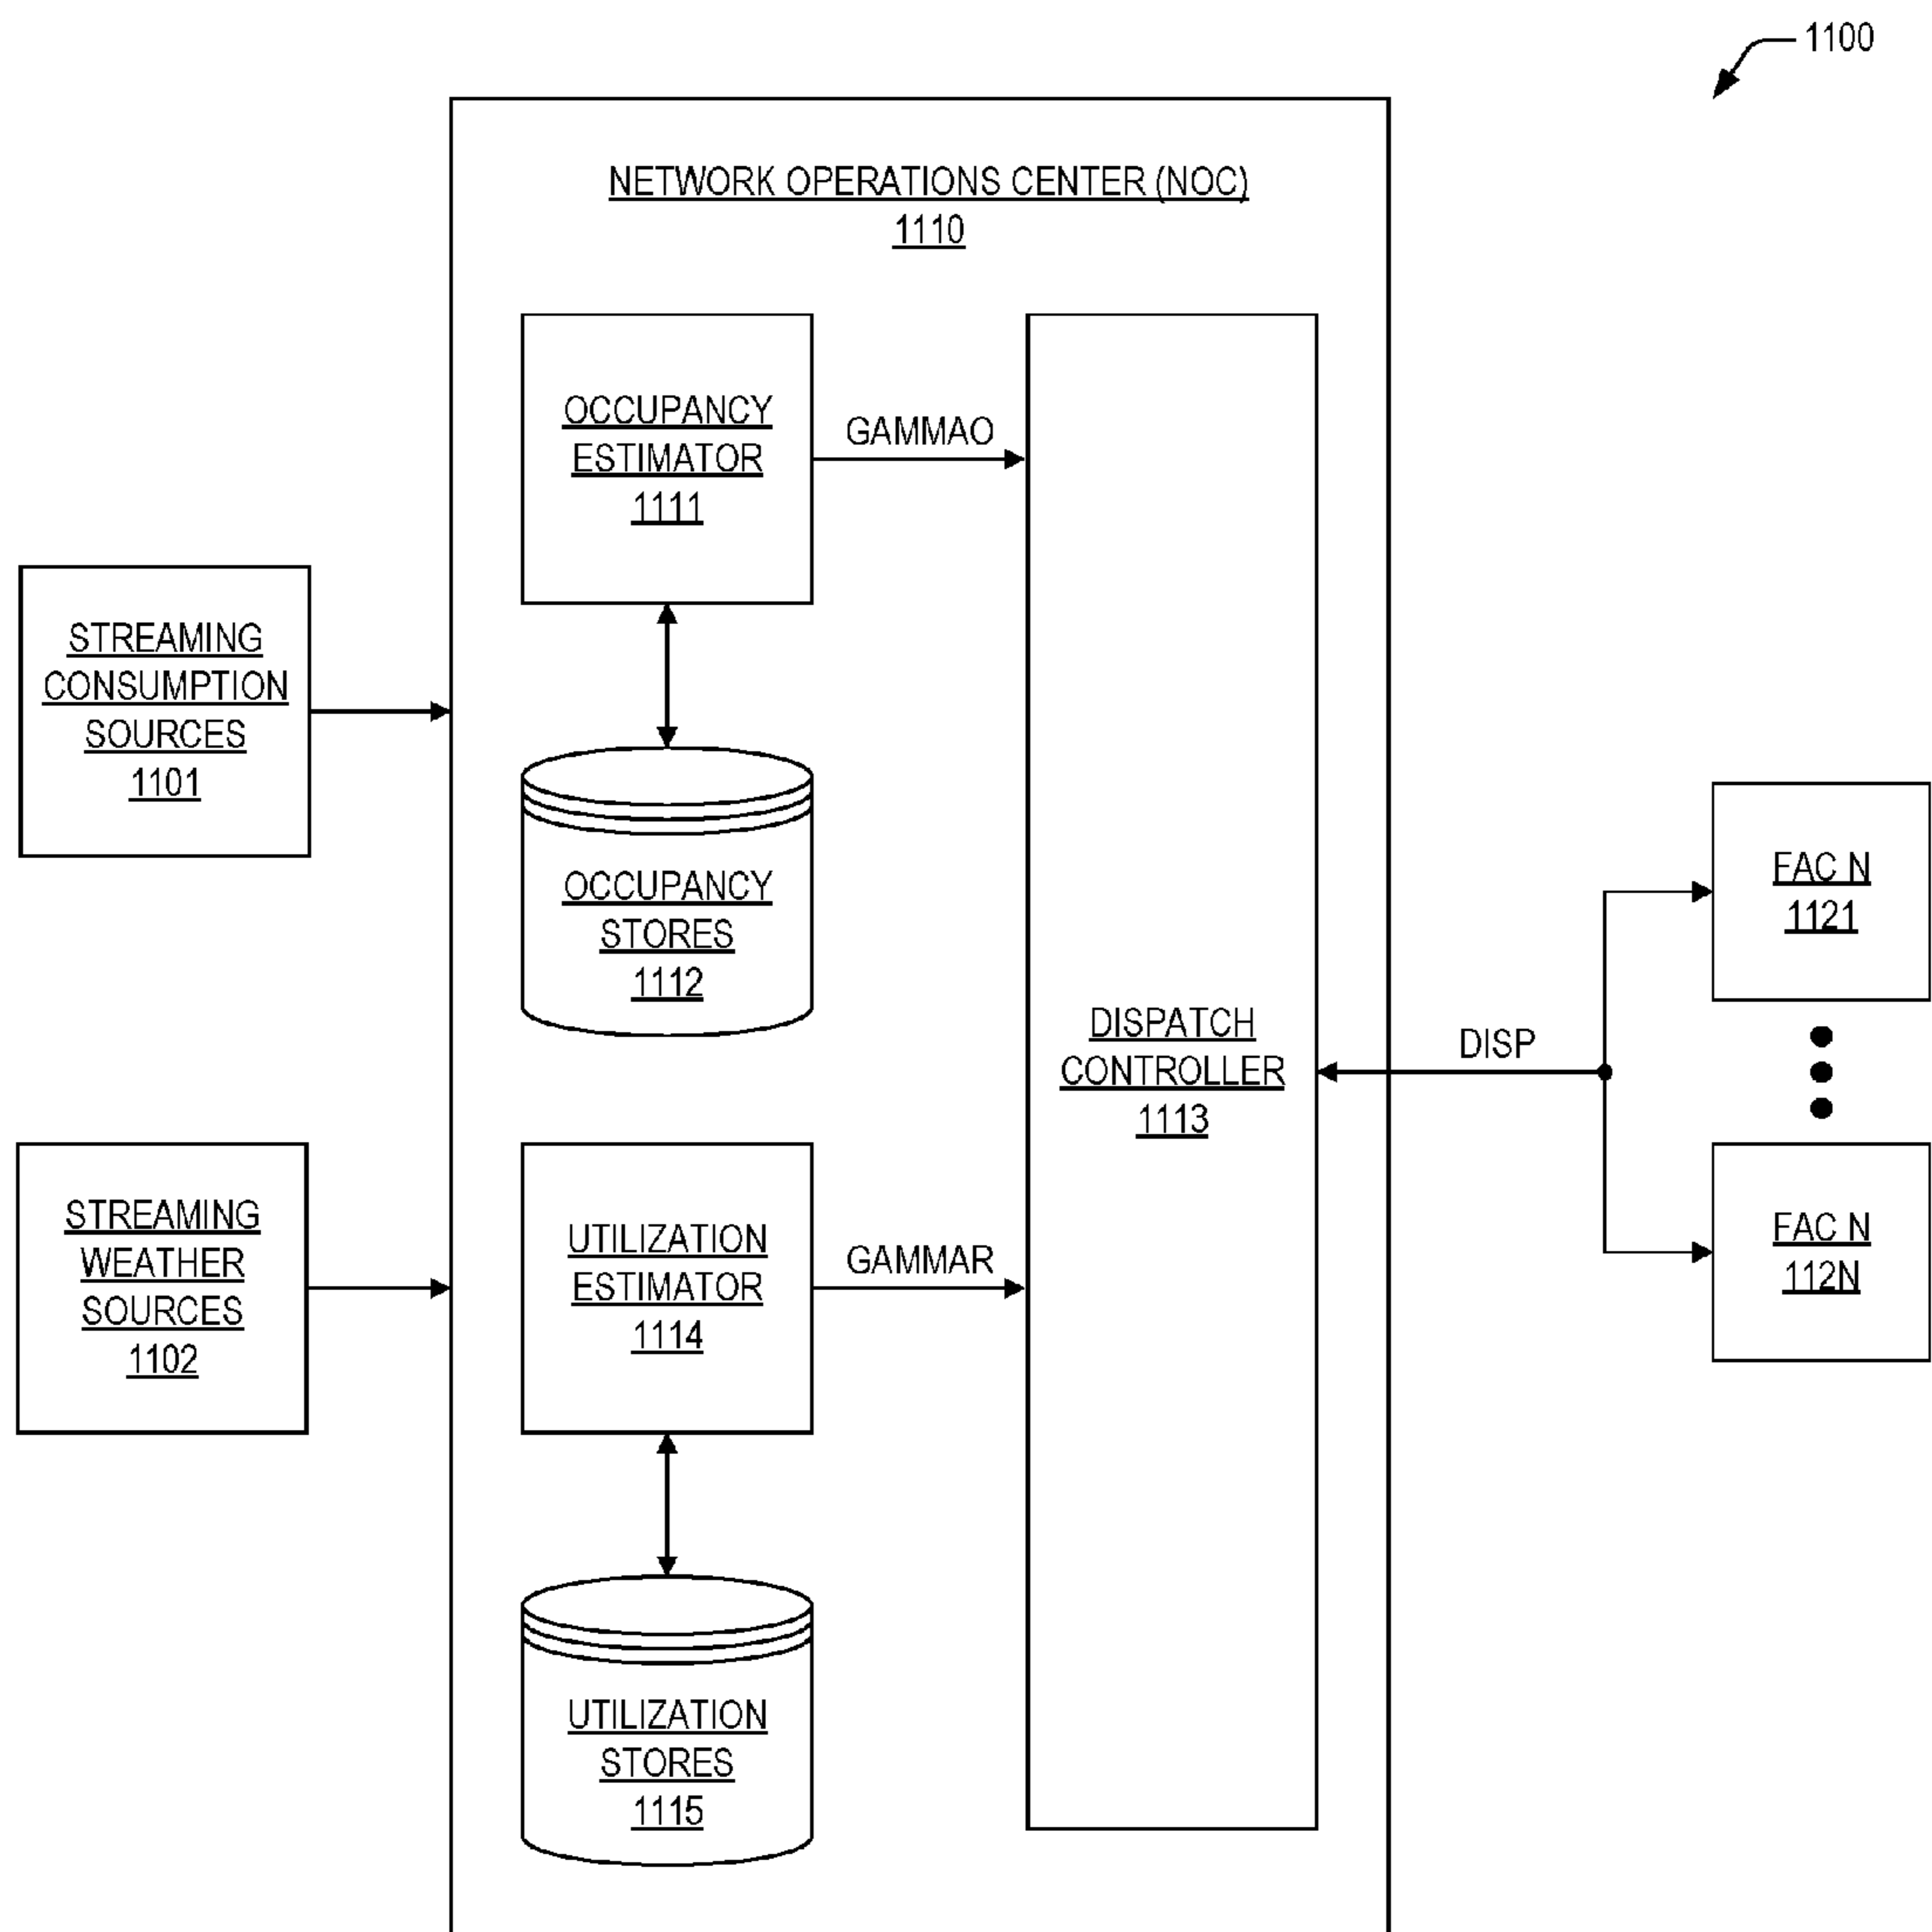 1100
NETWORK OPERATIONS CENTER (NOC)
1110
OCCUPANCY
ESTIMATOR
1111
GAMMAO
STREAMING
CONSUMPTION
SOURCES
1101
OCCUPANCY
STORES
1112
DISPATCH
CONTROLLER
1113
DISP
FAC N
1121
FAC N
112N
STREAMING
WEATHER
SOURCES
1102
UTILIZATION
ESTIMATOR
1114
GAMMAR
UTILIZATION
STORES
1115